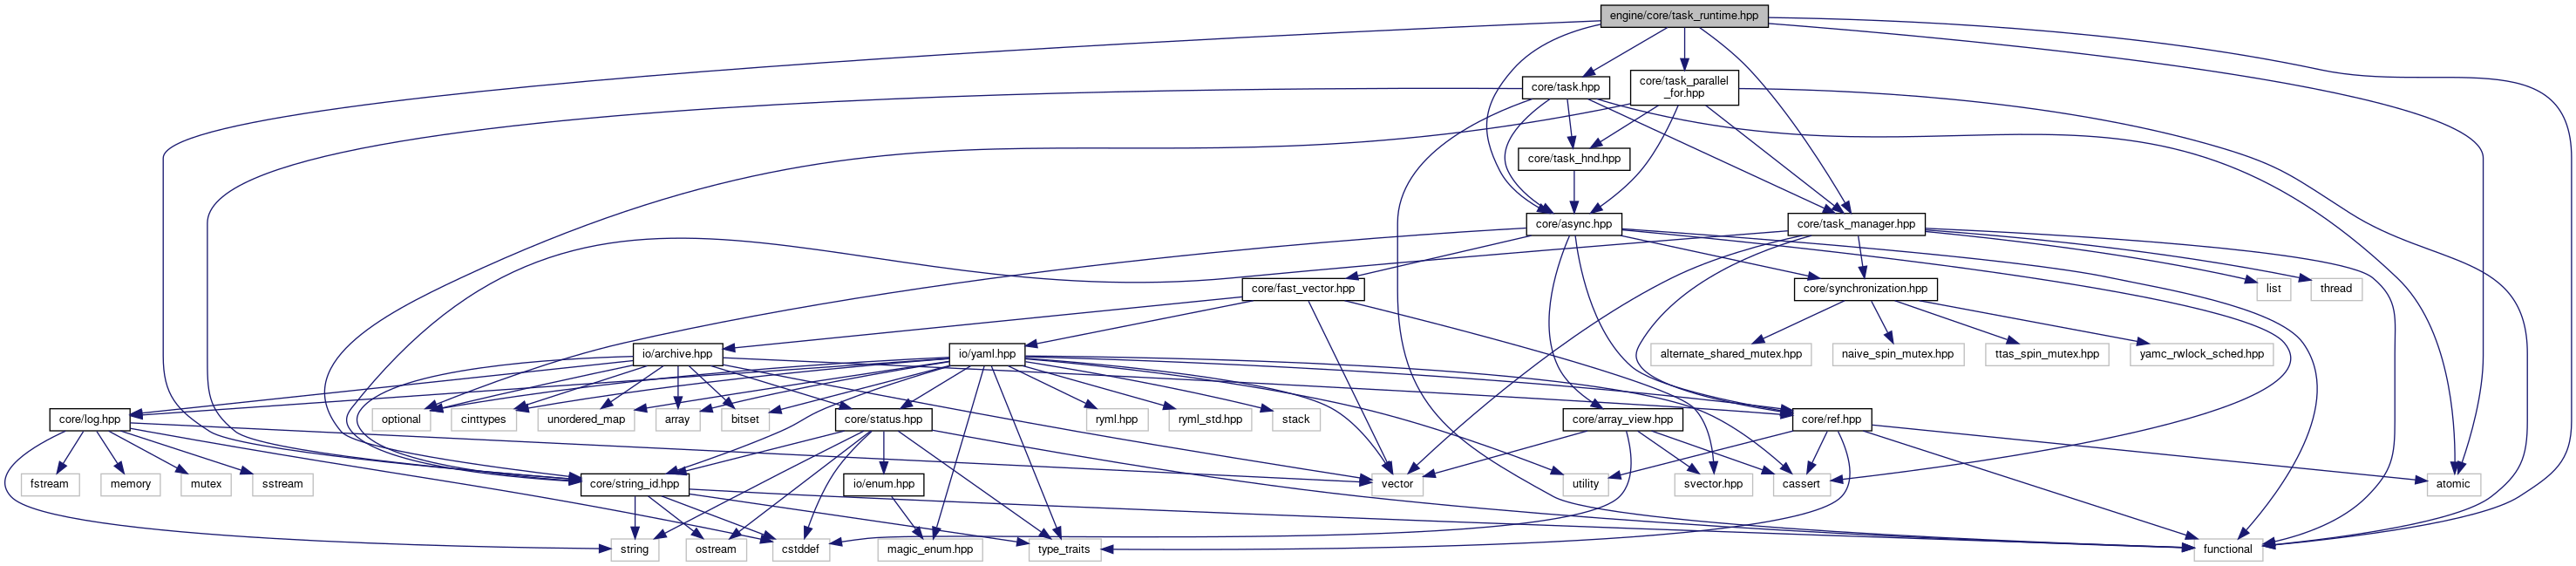 engine/core/task_runtime.hpp
core/task.hpp
core/task_parallel
_for.hpp
core/task_hnd.hpp
core/async.hpp
core/task_manager.hpp
core/fast_vector.hpp
core/synchronization.hpp
list
thread
io/archive.hpp
io/yaml.hpp
alternate_shared_mutex.hpp
naive_spin_mutex.hpp
ttas_spin_mutex.hpp
yamc_rwlock_sched.hpp
core/log.hpp
optional
cinttypes
unordered_map
array
bitset
core/status.hpp
ryml.hpp
ryml_std.hpp
stack
core/array_view.hpp
core/ref.hpp
fstream
memory
mutex
sstream
core/string_id.hpp
io/enum.hpp
vector
utility
svector.hpp
cassert
atomic
string
ostream
cstddef
magic_enum.hpp
type_traits
functional